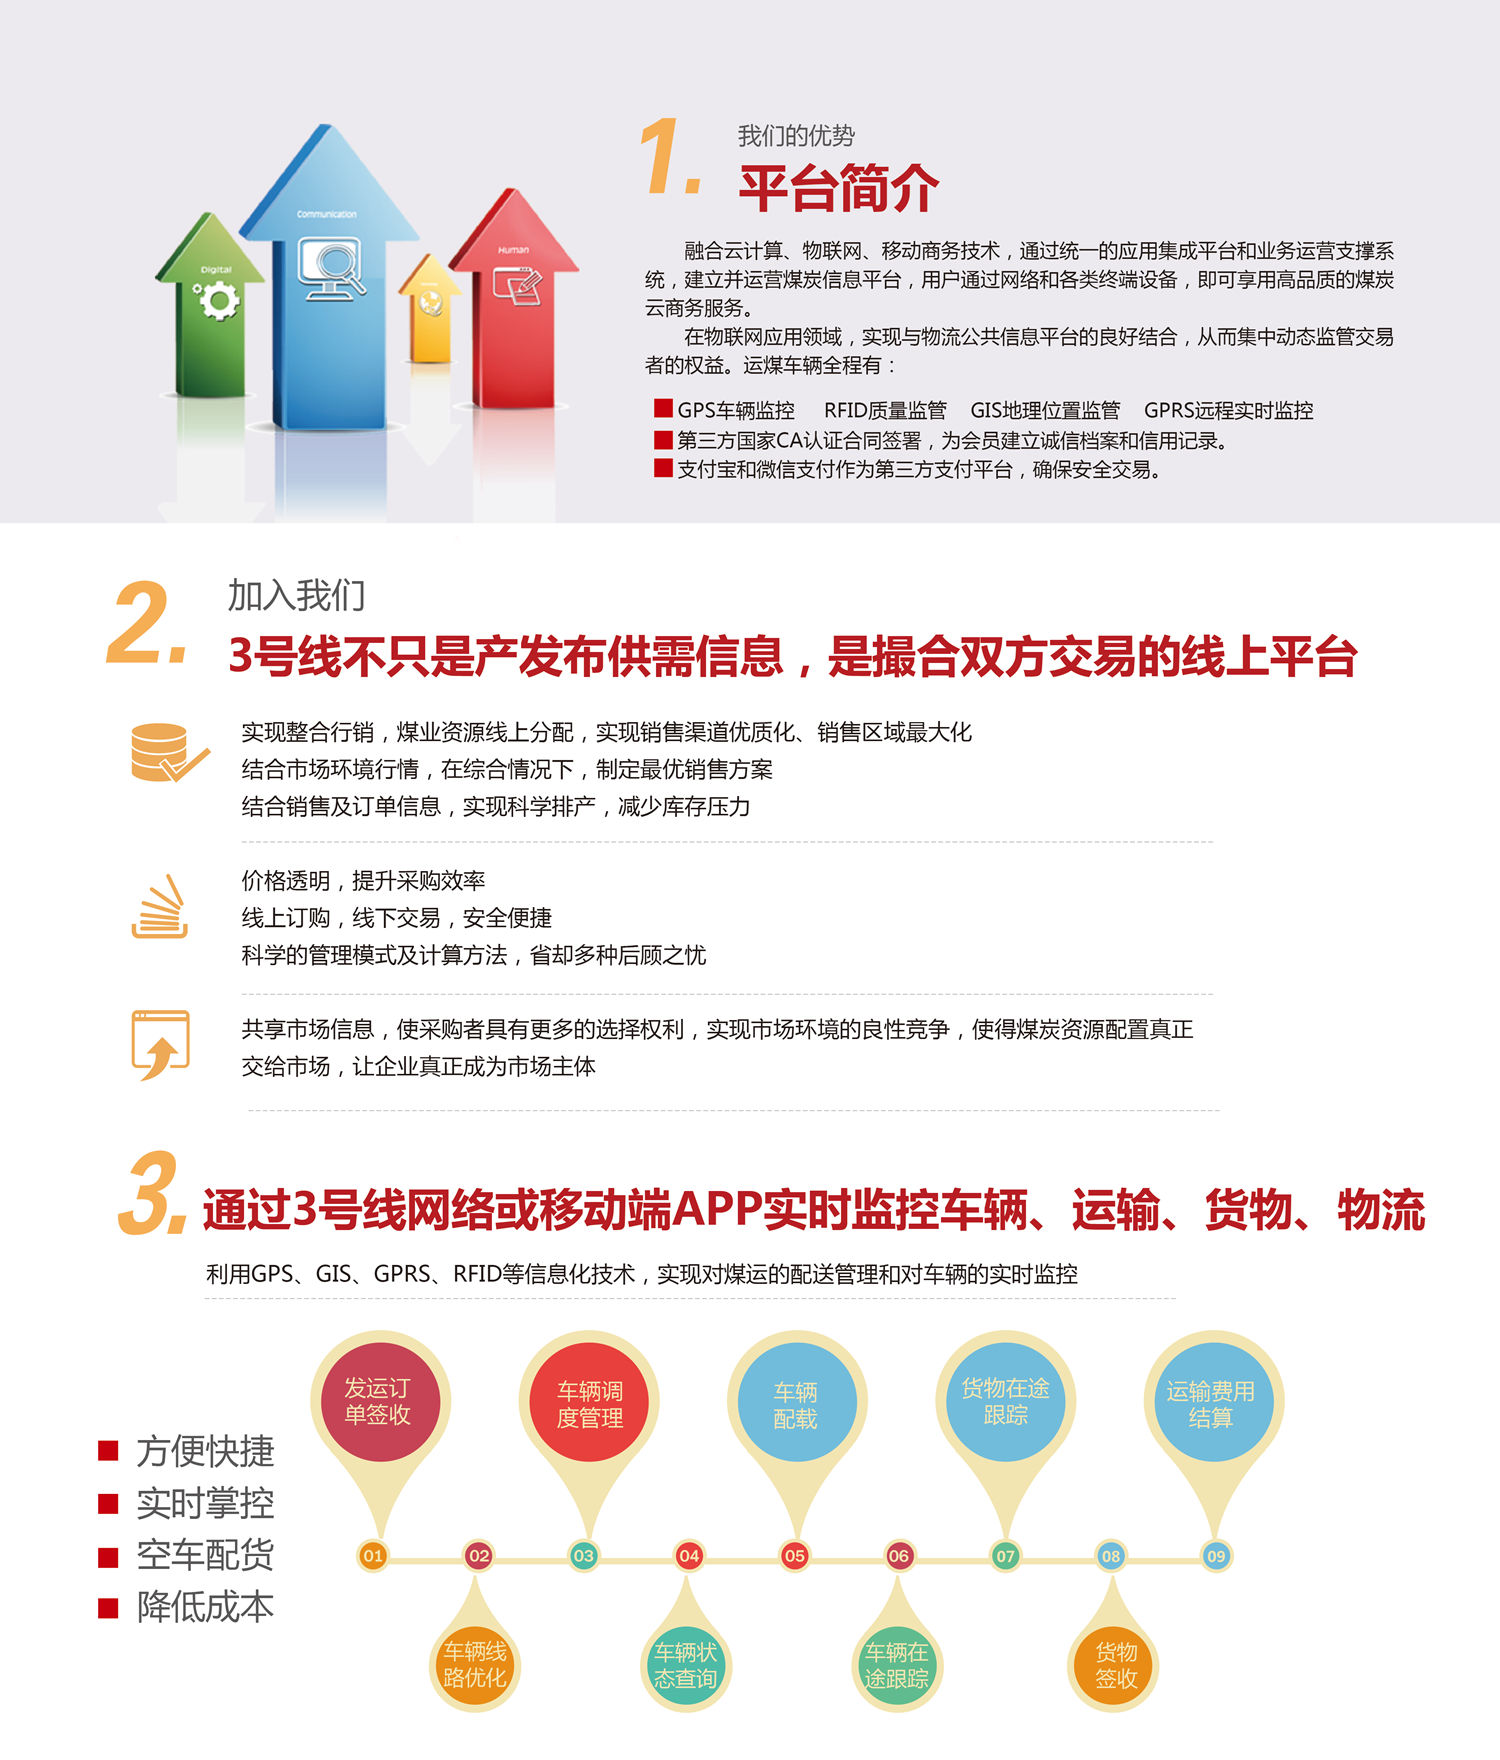 Communication
Digital
Human
1.
我们的优势
平台简介
融合云计算、物联网、移动商务技术，通过统一的应用集成平台和业务运营支撑系
统，建立并运营煤炭信息平台，用户通过网络和各类终端设备，即可享用高品质的煤炭
云商务服务。
在物联网应用领域，实现与物流公共信息平台的良好结合，从而集中动态监管交易
者的权益。运煤车辆全程有：
GPS车辆监控 RFID质量监管 GIS地理位置监管 GPRS远程实时监控
第三方国家CA认证合同签署，为会员建立诚信档案和信用记录。
支付宝和微信支付作为第三方支付平台，确保安全交易。
2.
加入我们
3号线不只是产发布供需信息，是撮合双方交易的线上平台
实现整合行销，煤业资源线上分配，实现销售渠道优质化、销售区域最大化
结合市场环境行情，在综合情况下，制定最优销售方案
结合销售及订单信息，实现科学排产，减少库存压力
价格透明，提升采购效率
线上订购，线下交易，安全便捷
科学的管理模式及计算方法，省却多种后顾之忧
共享市场信息，使采购者具有更多的选择权利，实现市场环境的良性竞争，使得煤炭资源配置真正
交给市场，让企业真正成为市场主体
3.
通过3号线网络或移动端APP实时监控车辆、运输、货物、物流
利用GPS、GIS、GPRS、RFID等信息化技术，实现对煤运的配送管理和对车辆的实时监控
方便快捷
实时掌控
空车配货
降低成本
发运订
单签收
车辆调
度管理
车辆
配载
货物在途
跟踪
运输费用
结算
01 02 03 04 05 06 07 08 09
车辆线
路优化
车辆状
态查询
车辆在
途跟踪
货物
签收